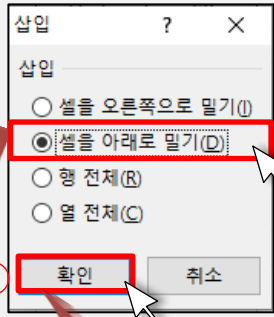 삽입 ? ×
삽입
셀을 오른쪽으로 밀기(I)
셀을 아래로 밀기(D)
행 전체(R)
열 전체(C)
확인 취소